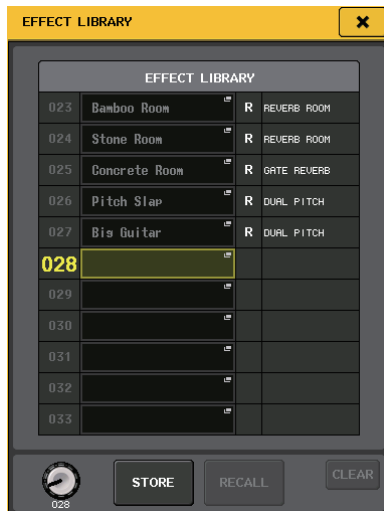 EFFECT LIBRARY
EFFECT LIBRARY
023 Bamboo Room R REVERB ROOM
024 Stone Room R REVERB ROOM
025 Concrete Room R GATE REVERB
026 Pitch Slap R DUAL PITCH
027 Big Guitar R DUAL PITCH
028
029
030
031
032
033
028 STORE RECALL CLEAR